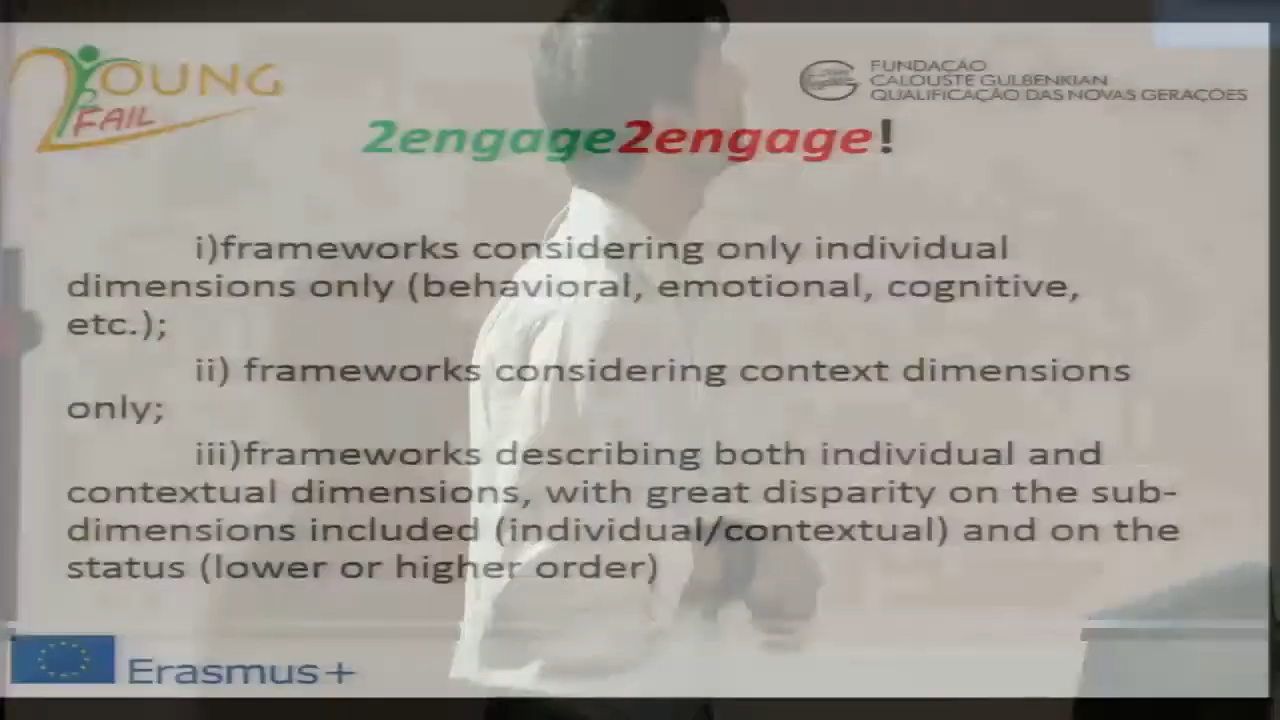 2YOUNG
2
FAIL
FUNDAÇÃO
CALOUSTE GULBENKIAN
QUALIFICAÇÃO DAS NOVAS GERAÇÕES
2engage2engage!
i)frameworks considering only individual
dimensions only (behavioral, emotional, cognitive,
etc.);
ii) frameworks considering context dimensions
only;
iii)frameworks describing both individual and
contextual dimensions, with great disparity on the sub-
dimensions included (individual/contextual) and on the
status (lower or higher order)
Erasmus+